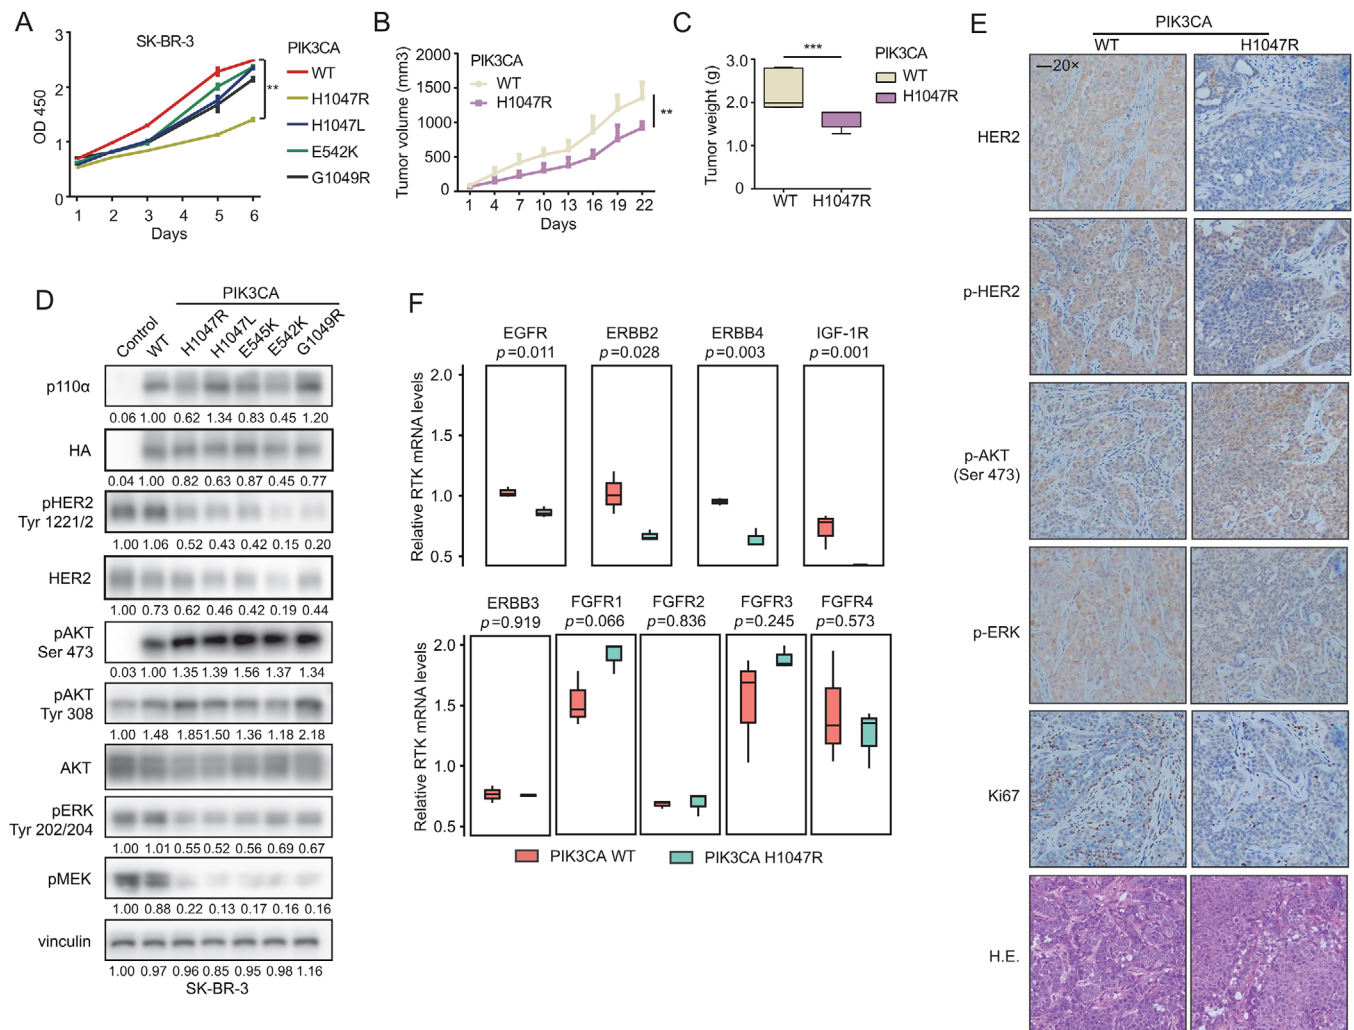 A
SK-BR-3
OD 450
3
2
1
0
1 2 3 4 5 6
Days
**
PIK3CA
WT
H1047R
H1047L
E542K
G1049R
B
Tumor volume (mm3)
2000
1500
1000
500
0
1 4 7 10 13 16 19 22
Days
PIK3CA
WT
H1047R
**
C
Tumor weight (g)
3.0
2.0
1.0
0
***
WT H1047R
PIK3CA
WT
H1047R
D
PIK3CA
Control WT H1047R H1047L E545K E542K G1049R
p110α
0.06 1.00 0.62 1.34 0.83 0.45 1.20
HA
0.04 1.00 0.82 0.63 0.87 0.45 0.77
pHER2
Tyr 1221/2
1.00 1.06 0.52 0.43 0.42 0.15 0.20
HER2
1.00 0.73 0.62 0.46 0.42 0.19 0.44
pAKT
Ser 473
0.03 1.00 1.35 1.39 1.56 1.37 1.34
pAKT
Tyr 308
1.00 1.48 1.85 1.50 1.36 1.18 2.18
AKT
pERK
Tyr 202/204
1.00 1.01 0.55 0.52 0.56 0.69 0.67
pMEK
1.00 0.88 0.22 0.13 0.17 0.16 0.16
vinculin
1.00 0.97 0.96 0.85 0.95 0.98 1.16
SK-BR-3
F
Relative RTK mRNA levels
2.0
1.5
1.0
0.5
EGFR
p=0.011
ERBB2
p=0.028
ERBB4
p=0.003
IGF-1R
p=0.001
Relative RTK mRNA levels
2.0
1.5
1.0
0.5
ERBB3
p=0.919
FGFR1
p=0.066
FGFR2
p=0.836
FGFR3
p=0.245
FGFR4
p=0.573
PIK3CA WT
PIK3CA H1047R
E
PIK3CA
WT H1047R
20×
HER2
p-HER2
p-AKT
(Ser 473)
p-ERK
Ki67
H.E.